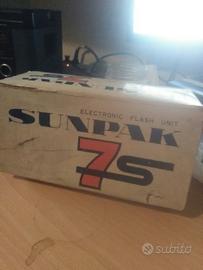 ELECTRONIC FLASH UNIT
SUNPAK
7S
subito